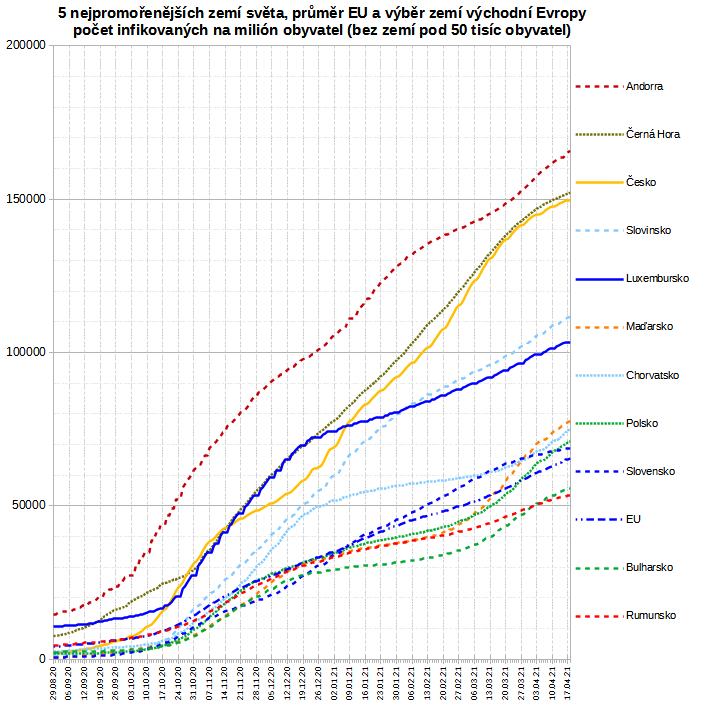 5 nejpromořenějších zemí světa, průměr EU a výběr zemí východní Evropy
počet infikovaných na milión obyvatel (bez zemí pod 50 tisíc obyvatel)
200000
150000
100000
50000
0
Andorra
Černá Hora
Česko
Slovinsko
Luxembursko
Maďarsko
Chorvatsko
Polsko
Slovensko
EU
Bulharsko
Rumunsko
29.08.20
05.09.20
12.09.20
19.09.20
26.09.20
03.10.20
10.10.20
17.10.20
24.10.20
31.10.20
07.11.20
14.11.20
21.11.20
28.11.20
05.12.20
12.12.20
19.12.20
26.12.20
02.01.21
09.01.21
16.01.21
23.01.21
30.01.21
06.02.21
13.02.21
20.02.21
27.02.21
06.03.21
13.03.21
20.03.21
27.03.21
03.04.21
10.04.21
17.04.21